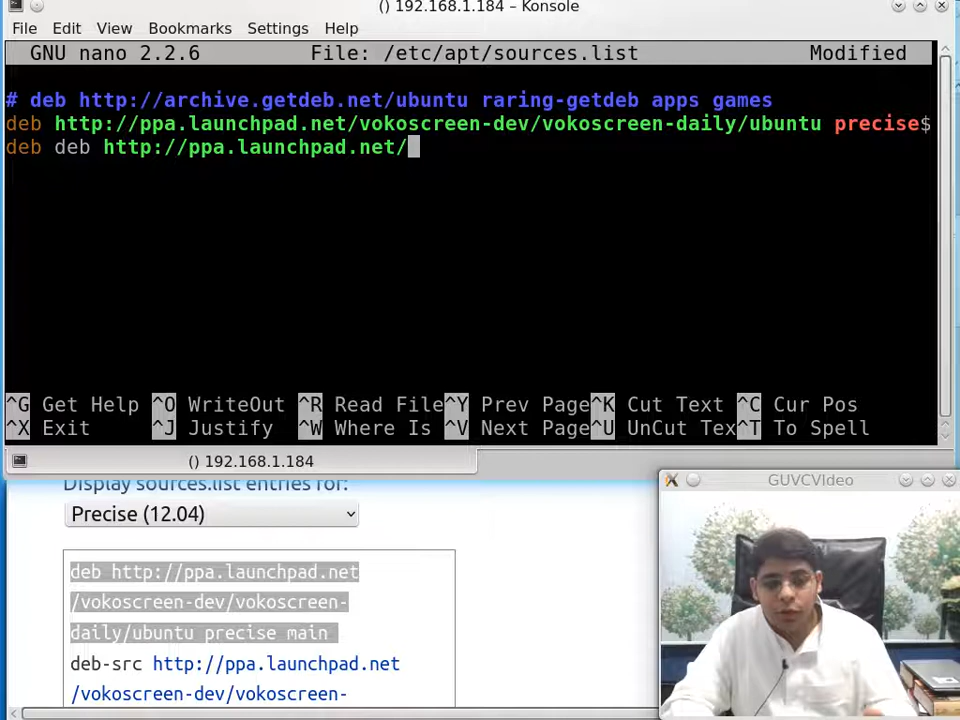 () 192.168.1.184 – Konsole
File Edit View Bookmarks Settings Help
GNU nano 2.2.6 File: /etc/apt/sources.list Modified
# deb http://archive.getdeb.net/ubuntu raring-getdeb apps games
deb http://ppa.launchpad.net/vokoscreen-dev/vokoscreen-daily/ubuntu precise$
deb deb http://ppa.launchpad.net/
^G Get Help ^O WriteOut ^R Read File ^Y Prev Page ^K Cut Text ^C Cur Pos
^X Exit ^J Justify ^W Where Is ^V Next Page ^U UnCut Tex ^T To Spell
() 192.168.1.184
Display sources.list entries for:
Precise (12.04)
deb http://ppa.launchpad.net
/vokoscreen-dev/vokoscreen-
daily/ubuntu precise main
deb-src http://ppa.launchpad.net
/vokoscreen-dev/vokoscreen-
GUVCVideo